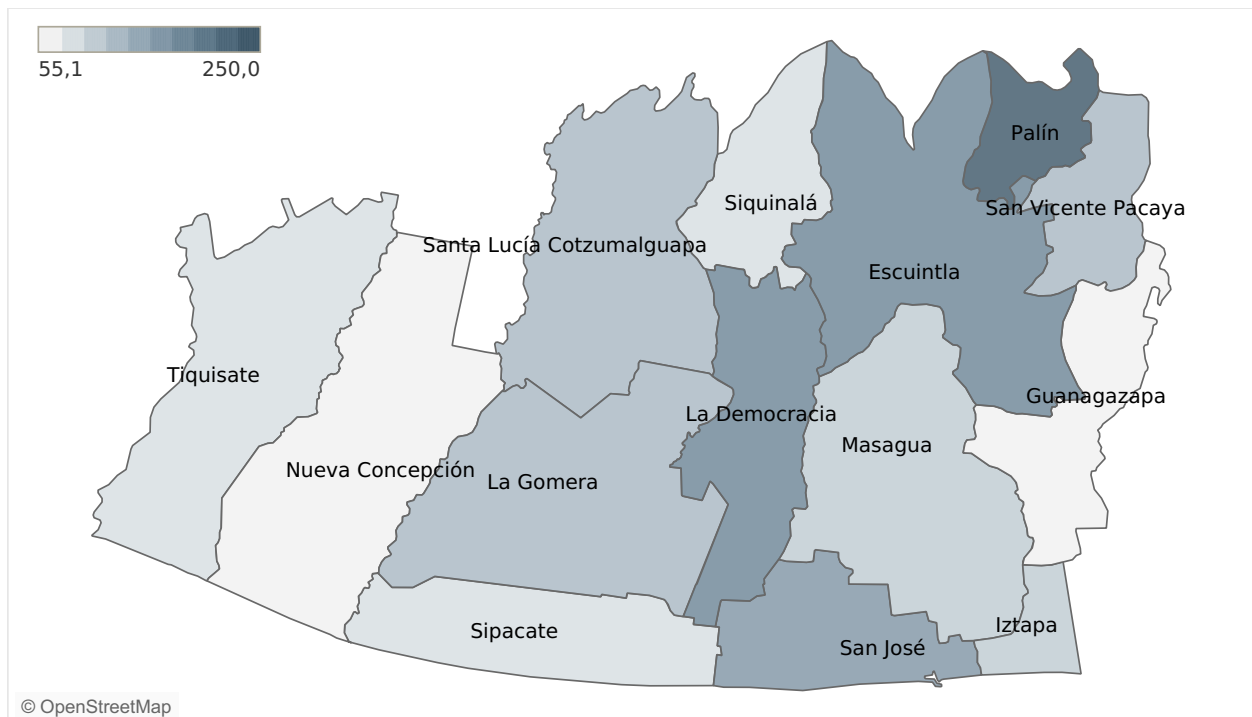 55,1 250,0
Palín
Siquinalá
San Vicente Pacaya
Santa Lucía Cotzumalguapa
Escuintla
Tiquisate
Guanagazapa
La Democracia
Masagua
Nueva Concepción
La Gomera
Iztapa
Sipacate
San José
© OpenStreetMap